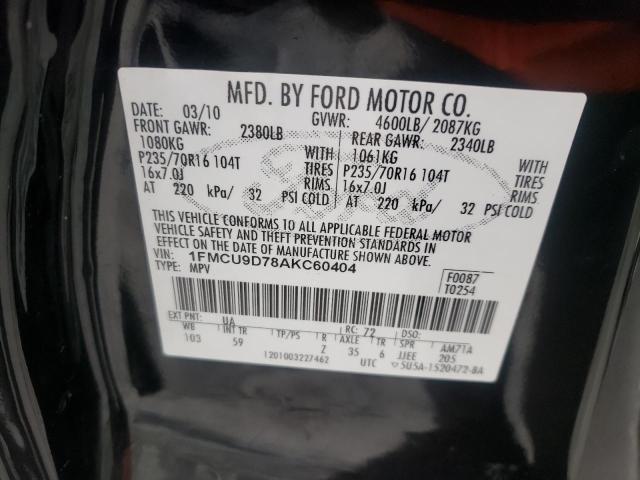 MFD. BY FORD MOTOR CO.
DATE: 03/10 GVWR: 4600LB/ 2087KG
FRONT GAWR: 2380LB REAR GAWR: 2340LB
1080KG WITH 1061KG WITH
P235/70R16 104T TIRES P235/70R16 104T TIRES
16x7.0J RIMS 16x7.0J RIMS
AT 220 kPa/ 32 PSI COLD AT 220 kPa/ 32 PSI COLD
THIS VEHICLE CONFORMS TO ALL APPLICABLE FEDERAL MOTOR
VEHICLE SAFETY AND THEFT PREVENTION STANDARDS IN
EFFECT ON THE DATE OF MANUFACTURE SHOWN ABOVE.
VIN: 1FMCU9D78AKC60404 F0087
TYPE: MPV T0254
EXT PNT: UA RC: 72 DSO:
WB INT TR TP/PS R AXLE TR SPR AM71A
103 59 Z 35 6 JJEE 205
1201003227462 UTC 5U5A-1520472-BA
Ford